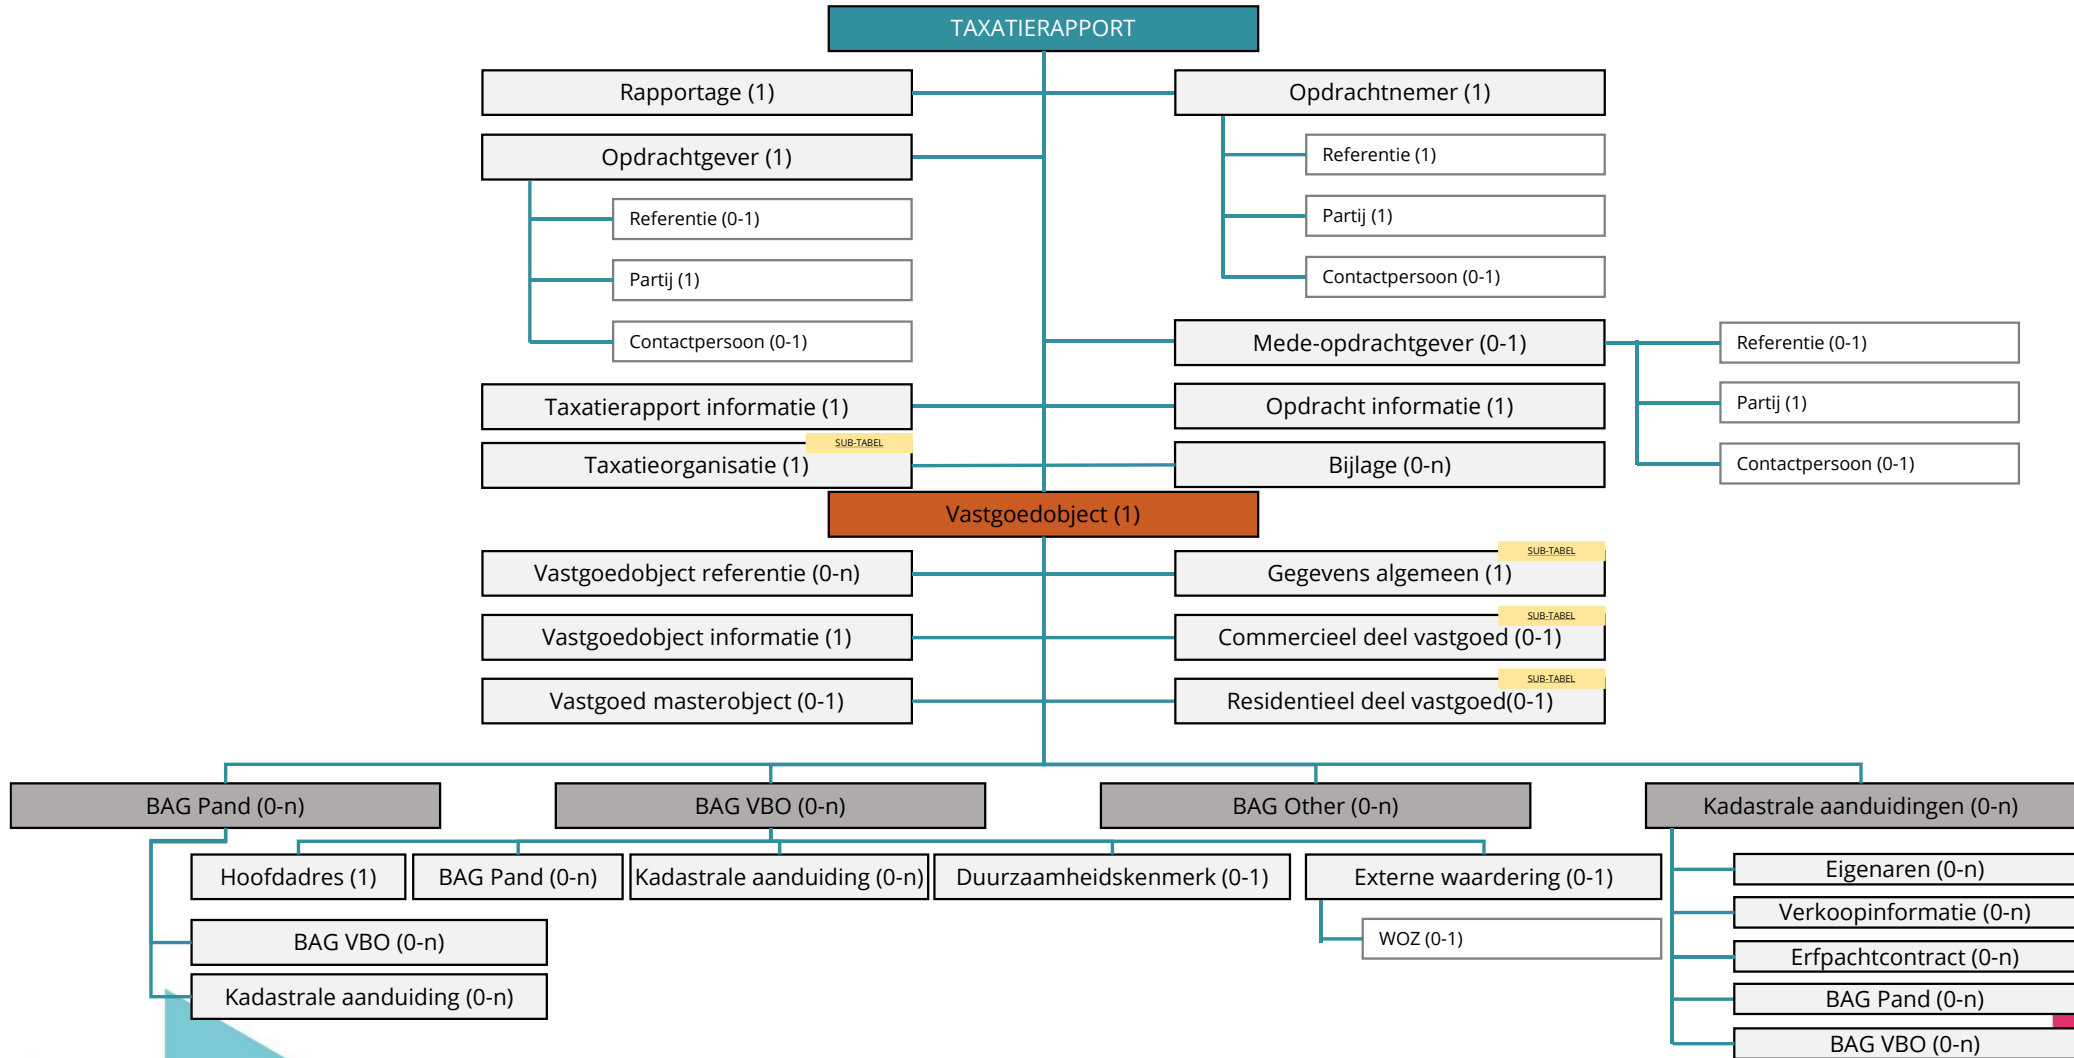 TAXATIERAPPORT
Rapportage (1)
Opdrachtnemer (1)
Opdrachtgever (1)
Referentie (1)
Referentie (0-1)
Partij (1)
Partij (1)
Contactpersoon (0-1)
Contactpersoon (0-1)
Mede-opdrachtgever (0-1)
Referentie (0-1)
Partij (1)
Contactpersoon (0-1)
Taxatierapport informatie (1)
Opdracht informatie (1)
SUB-TABEL
Taxatieorganisatie (1)
Bijlage (0-n)
Vastgoedobject (1)
SUB-TABEL
Vastgoedobject referentie (0-n)
Gegevens algemeen (1)
SUB-TABEL
Vastgoedobject informatie (1)
Commercieel deel vastgoed (0-1)
SUB-TABEL
Vastgoed masterobject (0-1)
Residentieel deel vastgoed(0-1)
BAG Pand (0-n)
BAG VBO (0-n)
BAG Other (0-n)
Kadastrale aanduidingen (0-n)
Hoofdadres (1)
BAG Pand (0-n)
Kadastrale aanduiding (0-n)
Duurzaamheidskenmerk (0-1)
Externe waardering (0-1)
WOZ (0-1)
BAG VBO (0-n)
Kadastrale aanduiding (0-n)
Eigenaren (0-n)
Verkoopinformatie (0-n)
Erfpachtcontract (0-n)
BAG Pand (0-n)
BAG VBO (0-n)